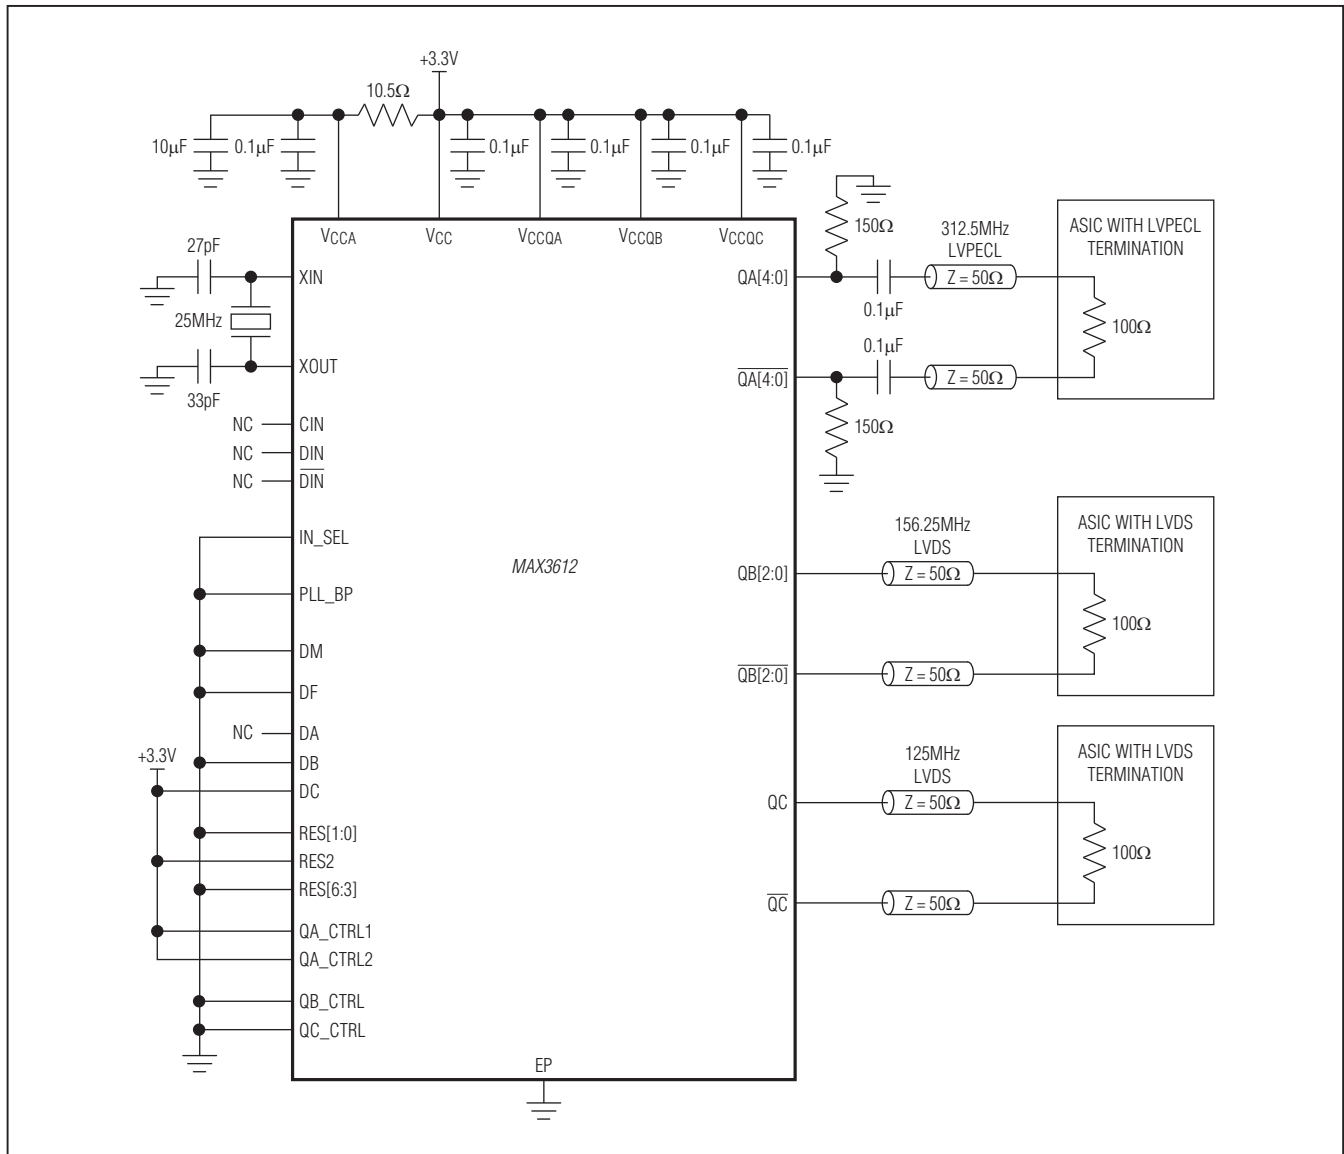 +3.3V
10.5Ω
10µF
0.1µF
0.1µF
0.1µF
0.1µF
0.1µF
VCCA
VCC
VCCQA
VCCQB
VCCQC
27pF
25MHz
33pF
XIN
XOUT
NC
CIN
NC
DIN
NC
DIN
IN_SEL
PLL_BP
DM
DF
NC
DA
+3.3V
DB
DC
RES[1:0]
RES2
RES[6:3]
QA_CTRL1
QA_CTRL2
QB_CTRL
QC_CTRL
MAX3612
EP
QA[4:0]
150Ω
0.1µF
312.5MHz
LVPECL
Z = 50Ω
ASIC WITH LVPECL
TERMINATION
100Ω
QA[4:0]
150Ω
0.1µF
Z = 50Ω
QB[2:0]
156.25MHz
LVDS
Z = 50Ω
ASIC WITH LVDS
TERMINATION
100Ω
QB[2:0]
Z = 50Ω
QC
125MHz
LVDS
Z = 50Ω
ASIC WITH LVDS
TERMINATION
100Ω
QC
Z = 50Ω